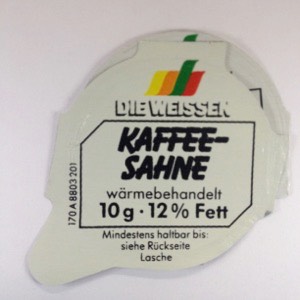 DIE WEISSEN
KAFFEE-
SAHNE
wärmebehandelt
10 g · 12 % Fett
Mindestens haltbar bis:
siehe Rückseite
Lasche
170 A 8803 201